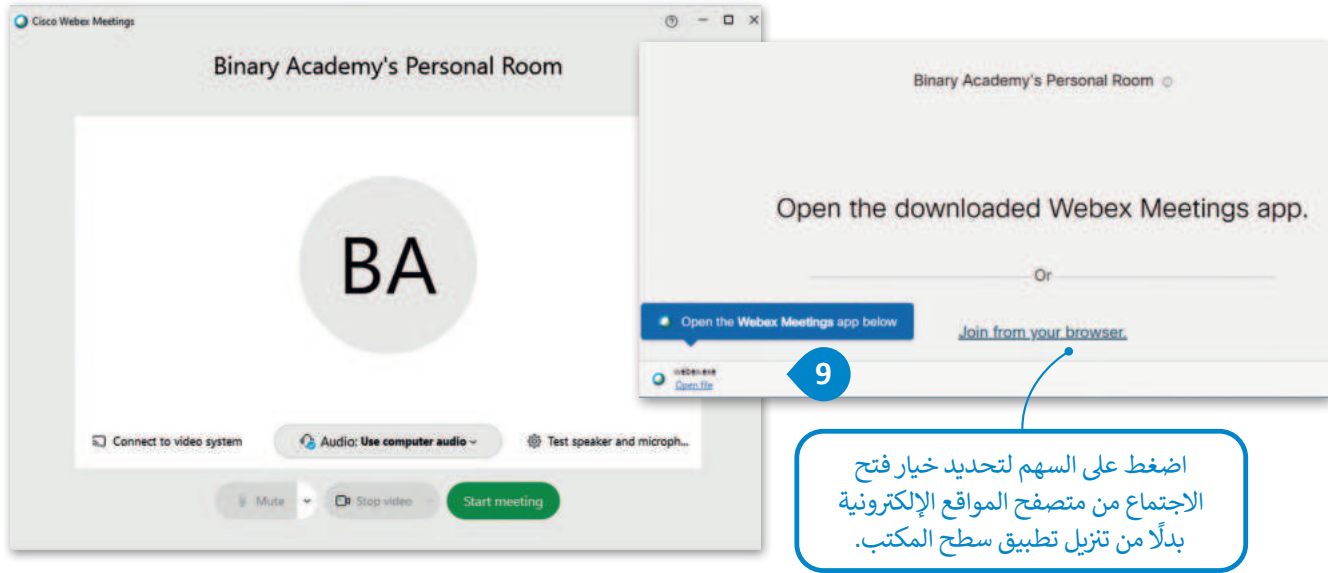 Cisco Webex Meetings
Binary Academy's Personal Room
BA
Connect to video system
Audio: Use computer audio
Test speaker and microph...
Mute
Stop video
Start meeting
Binary Academy's Personal Room
Open the downloaded Webex Meetings app.
Or
Open the Webex Meetings app below
Join from your browser.
webex.exe
Open file
9
اضغط على السهم لتحديد خيار فتح
الاجتماع من متصفح المواقع الإلكترونية
بدلًا من تنزيل تطبيق سطح المكتب.